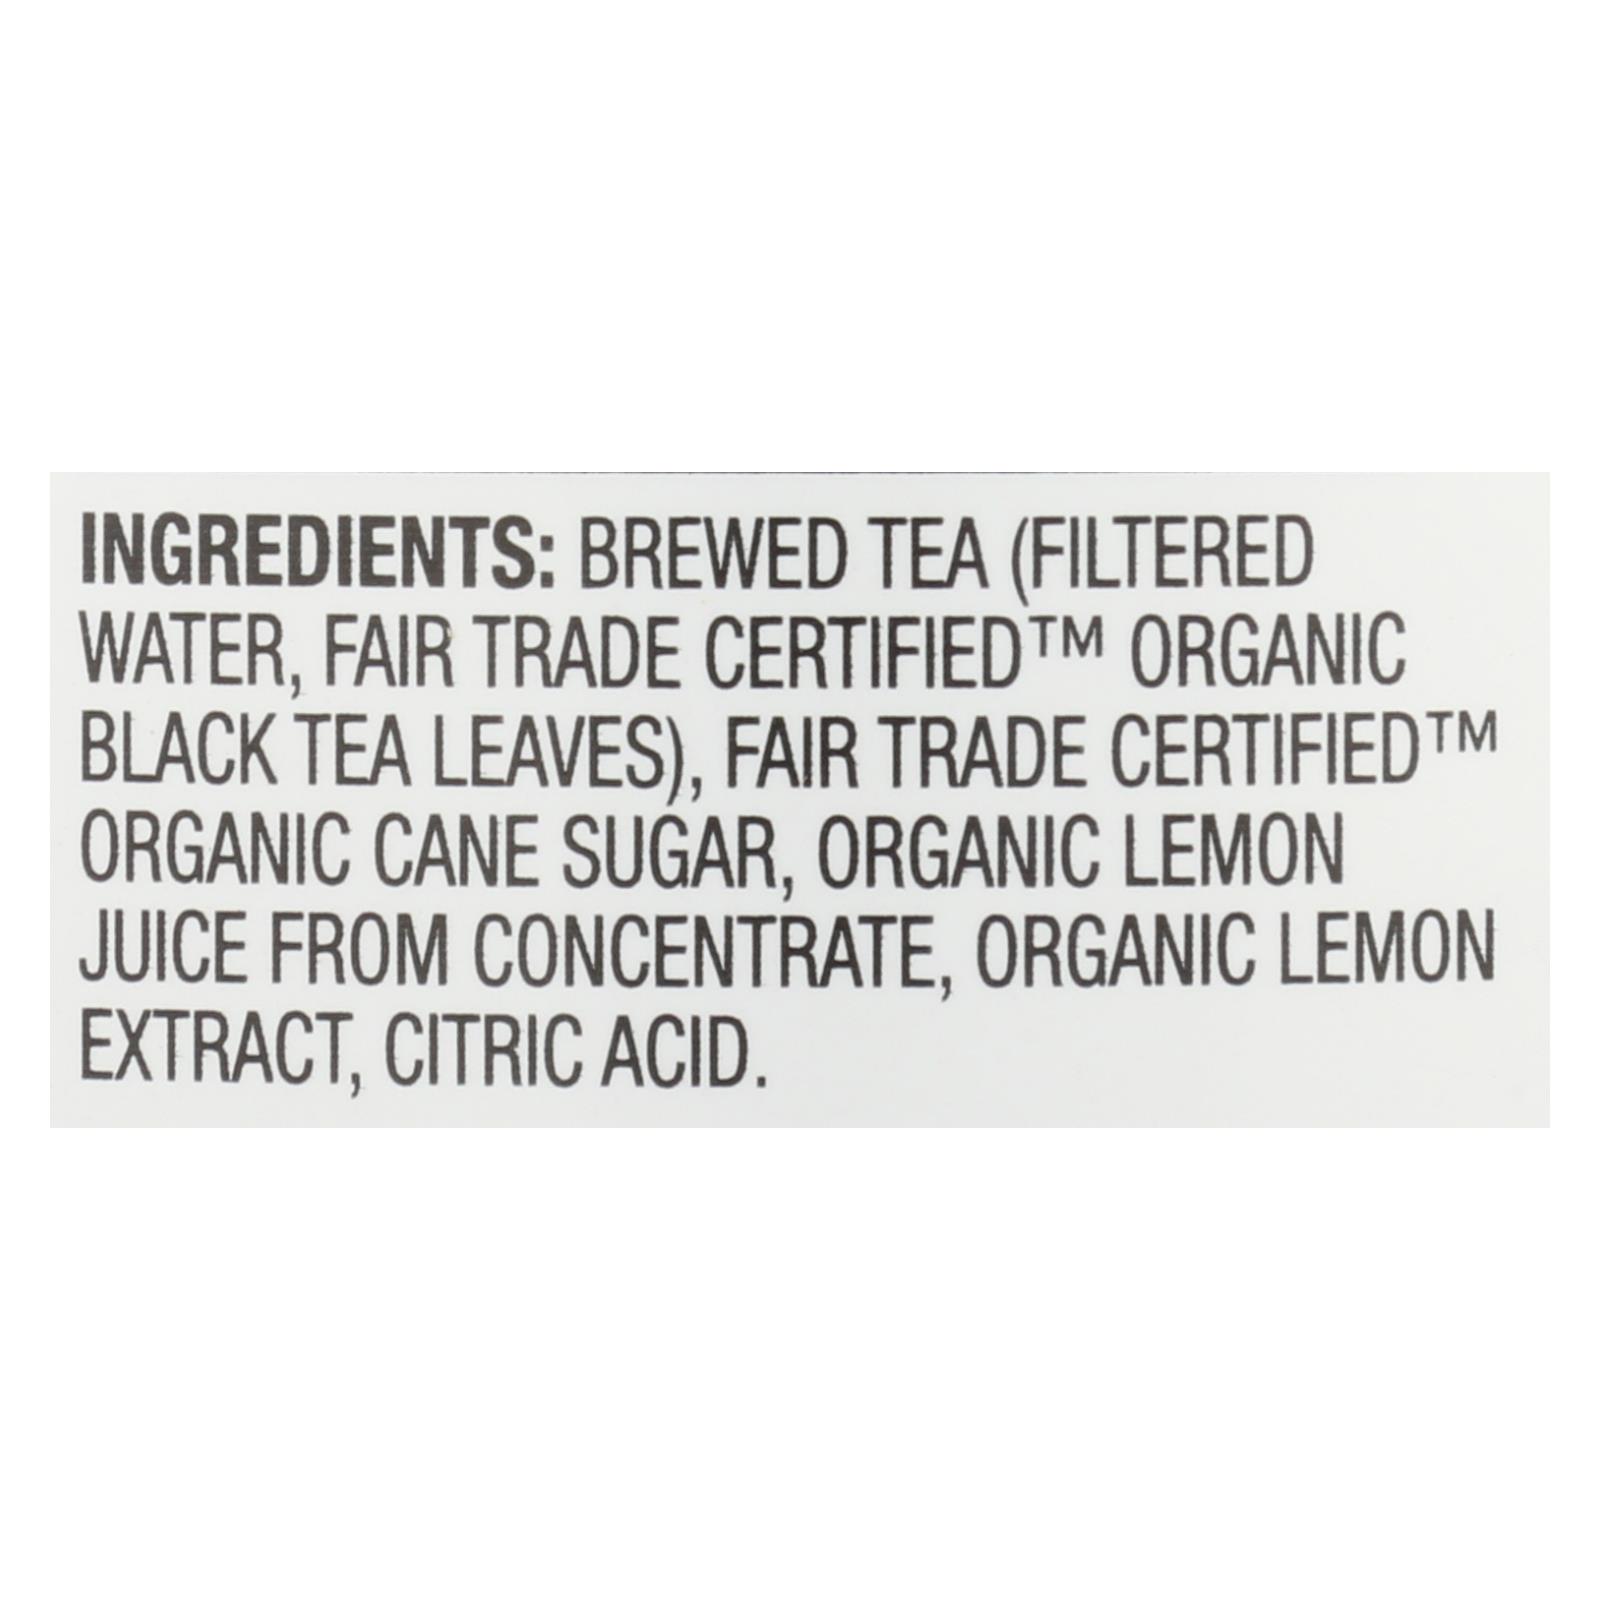 INGREDIENTS: BREWED TEA (FILTERED
WATER, FAIR TRADE CERTIFIED™ ORGANIC
BLACK TEA LEAVES), FAIR TRADE CERTIFIED™
ORGANIC CANE SUGAR, ORGANIC LEMON
JUICE FROM CONCENTRATE, ORGANIC LEMON
EXTRACT, CITRIC ACID.